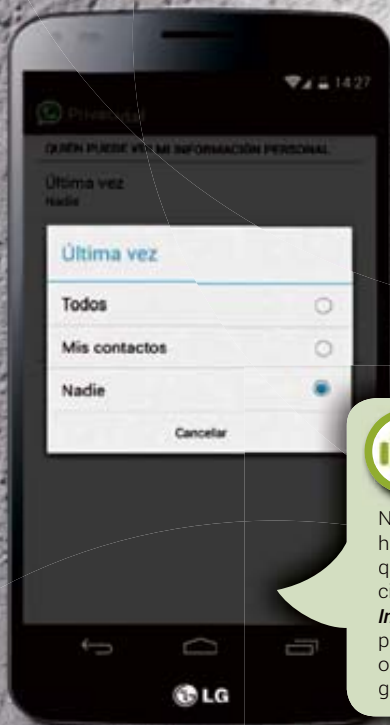 14:27
Privacidad
QUIÉN PUEDE VER MI INFORMACIÓN PERSONAL
Última vez
Nadie
Última vez
Todos
Mis contactos
Nadie
Cancelar
LG